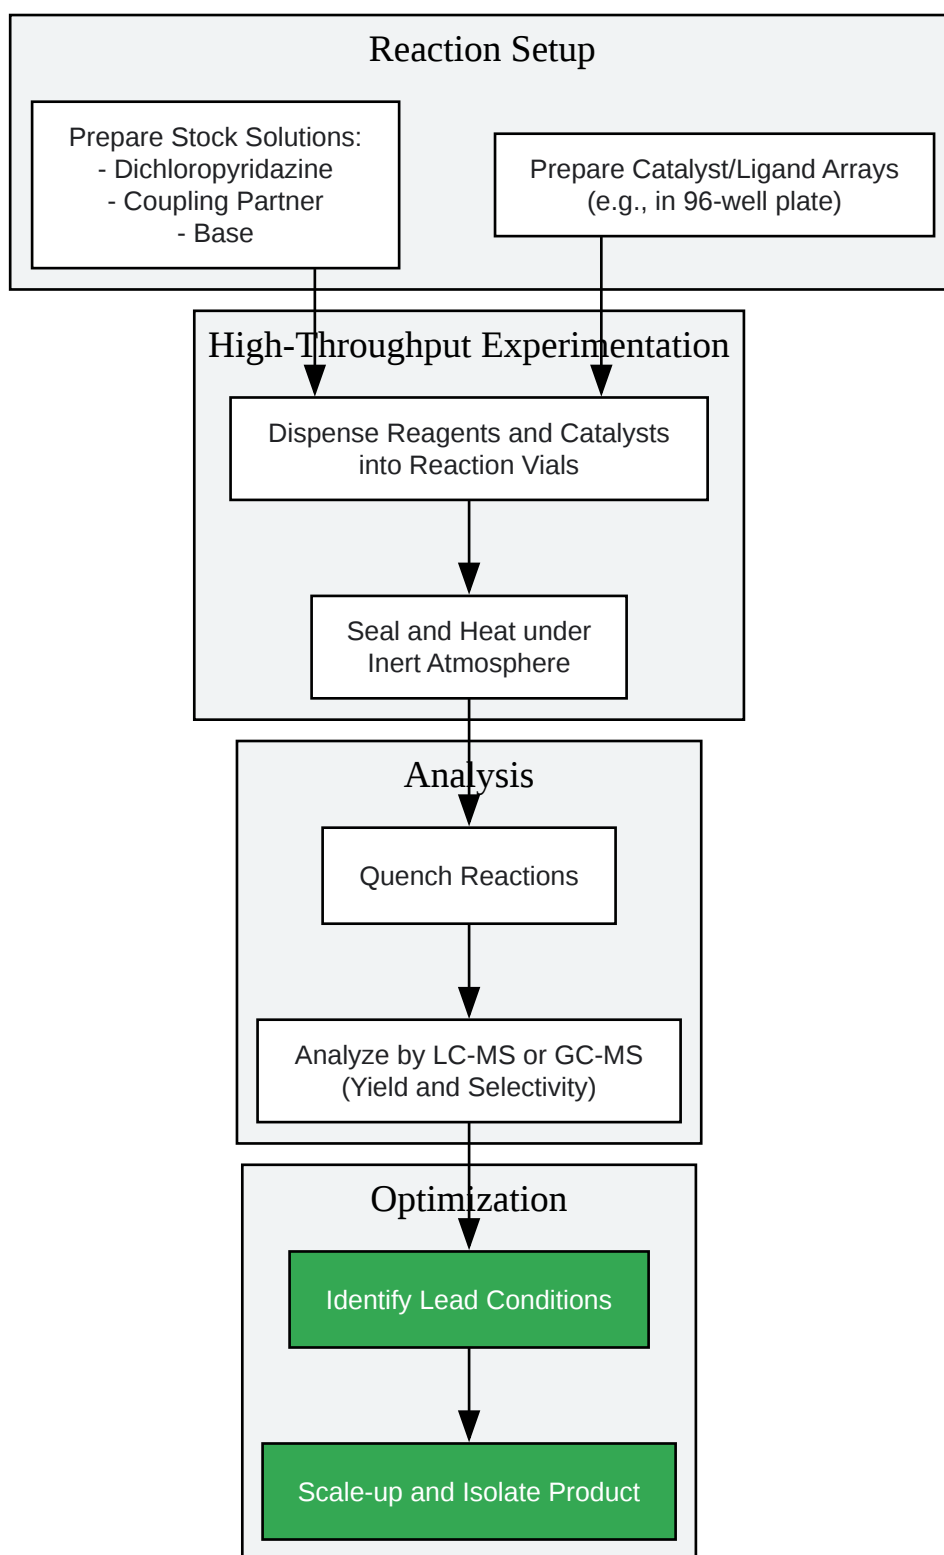 Reaction Setup
Prepare Stock Solutions:
- Dichloropyridazine
- Coupling Partner
- Base
Prepare Catalyst/Ligand Arrays
(e.g., in 96-well plate)
High-Throughput Experimentation
Dispense Reagents and Catalysts
into Reaction Vials
Seal and Heat under
Inert Atmosphere
Analysis
Quench Reactions
Analyze by LC-MS or GC-MS
(Yield and Selectivity)
Optimization
Identify Lead Conditions
Scale-up and Isolate Product